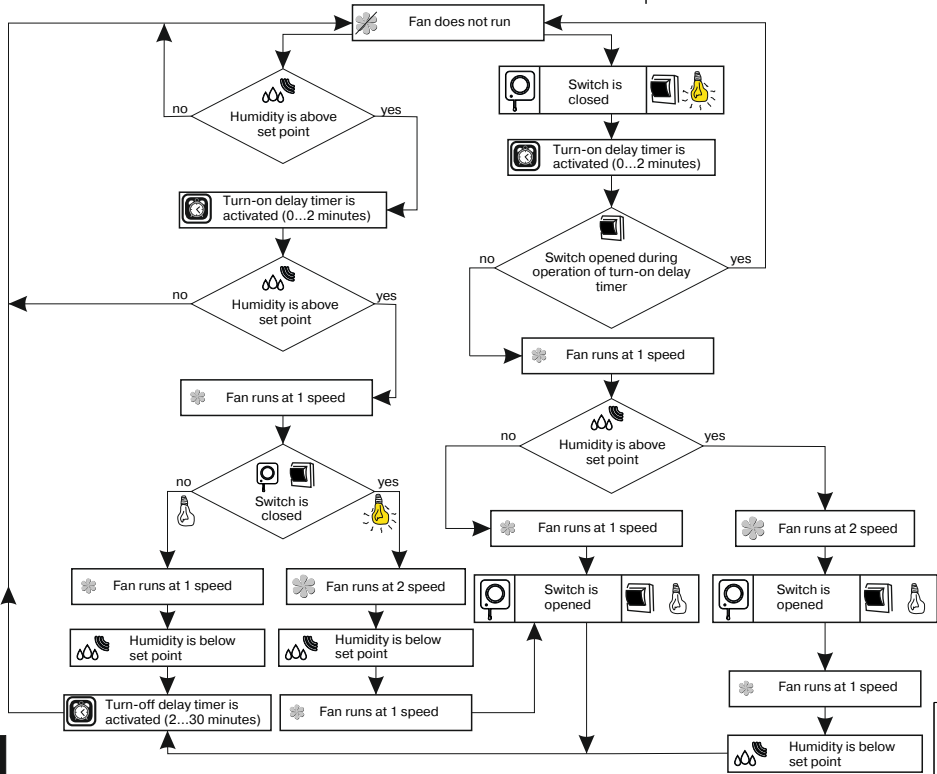 Fan does not run
Humidity is above
set point
no
yes
Turn-on delay timer is
activated (0...2 minutes)
Humidity is above
set point
no
yes
Fan runs at 1 speed
Switch is
closed
no
yes
Fan runs at 1 speed
Humidity is below
set point
Turn-off delay timer is
activated (2...30 minutes)
Fan runs at 2 speed
Humidity is below
set point
Fan runs at 1 speed
Switch is
closed
Turn-on delay timer is
activated (0...2 minutes)
Switch opened during
operation of turn-on delay
timer
no
yes
Fan runs at 1 speed
Humidity is above
set point
no
yes
Fan runs at 1 speed
Switch is
opened
Fan runs at 2 speed
Switch is
opened
Fan runs at 1 speed
Humidity is below
set point